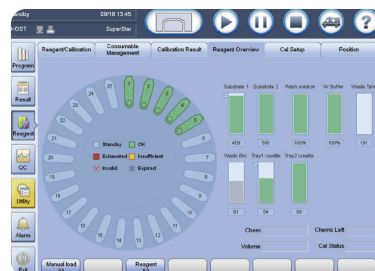 andby 09/18 13.45
HOST SuperStar
Program
Result
Reagent
QC
Utility
Alarm
Exit
Reagent/Calibration
Consumable Management
Calibration Result
Reagent Overview
Cal Setup
Position
25 1 2 3 4 5 6 7 8 9 10 11 12 13 14 15 16 17 18 19 20 21 22 23 24
Standby OK
Exhausted Insufficient
Invalid Expired
Substrate 1 Substrate 2 Wash solution W Buffer Waste Tank
100% 100% OK
Waste Bin Tray1 cuvette Tray2 cuvette
91 54 88
Chem Chems Left
Volume Cal Status
Manual load Reagent